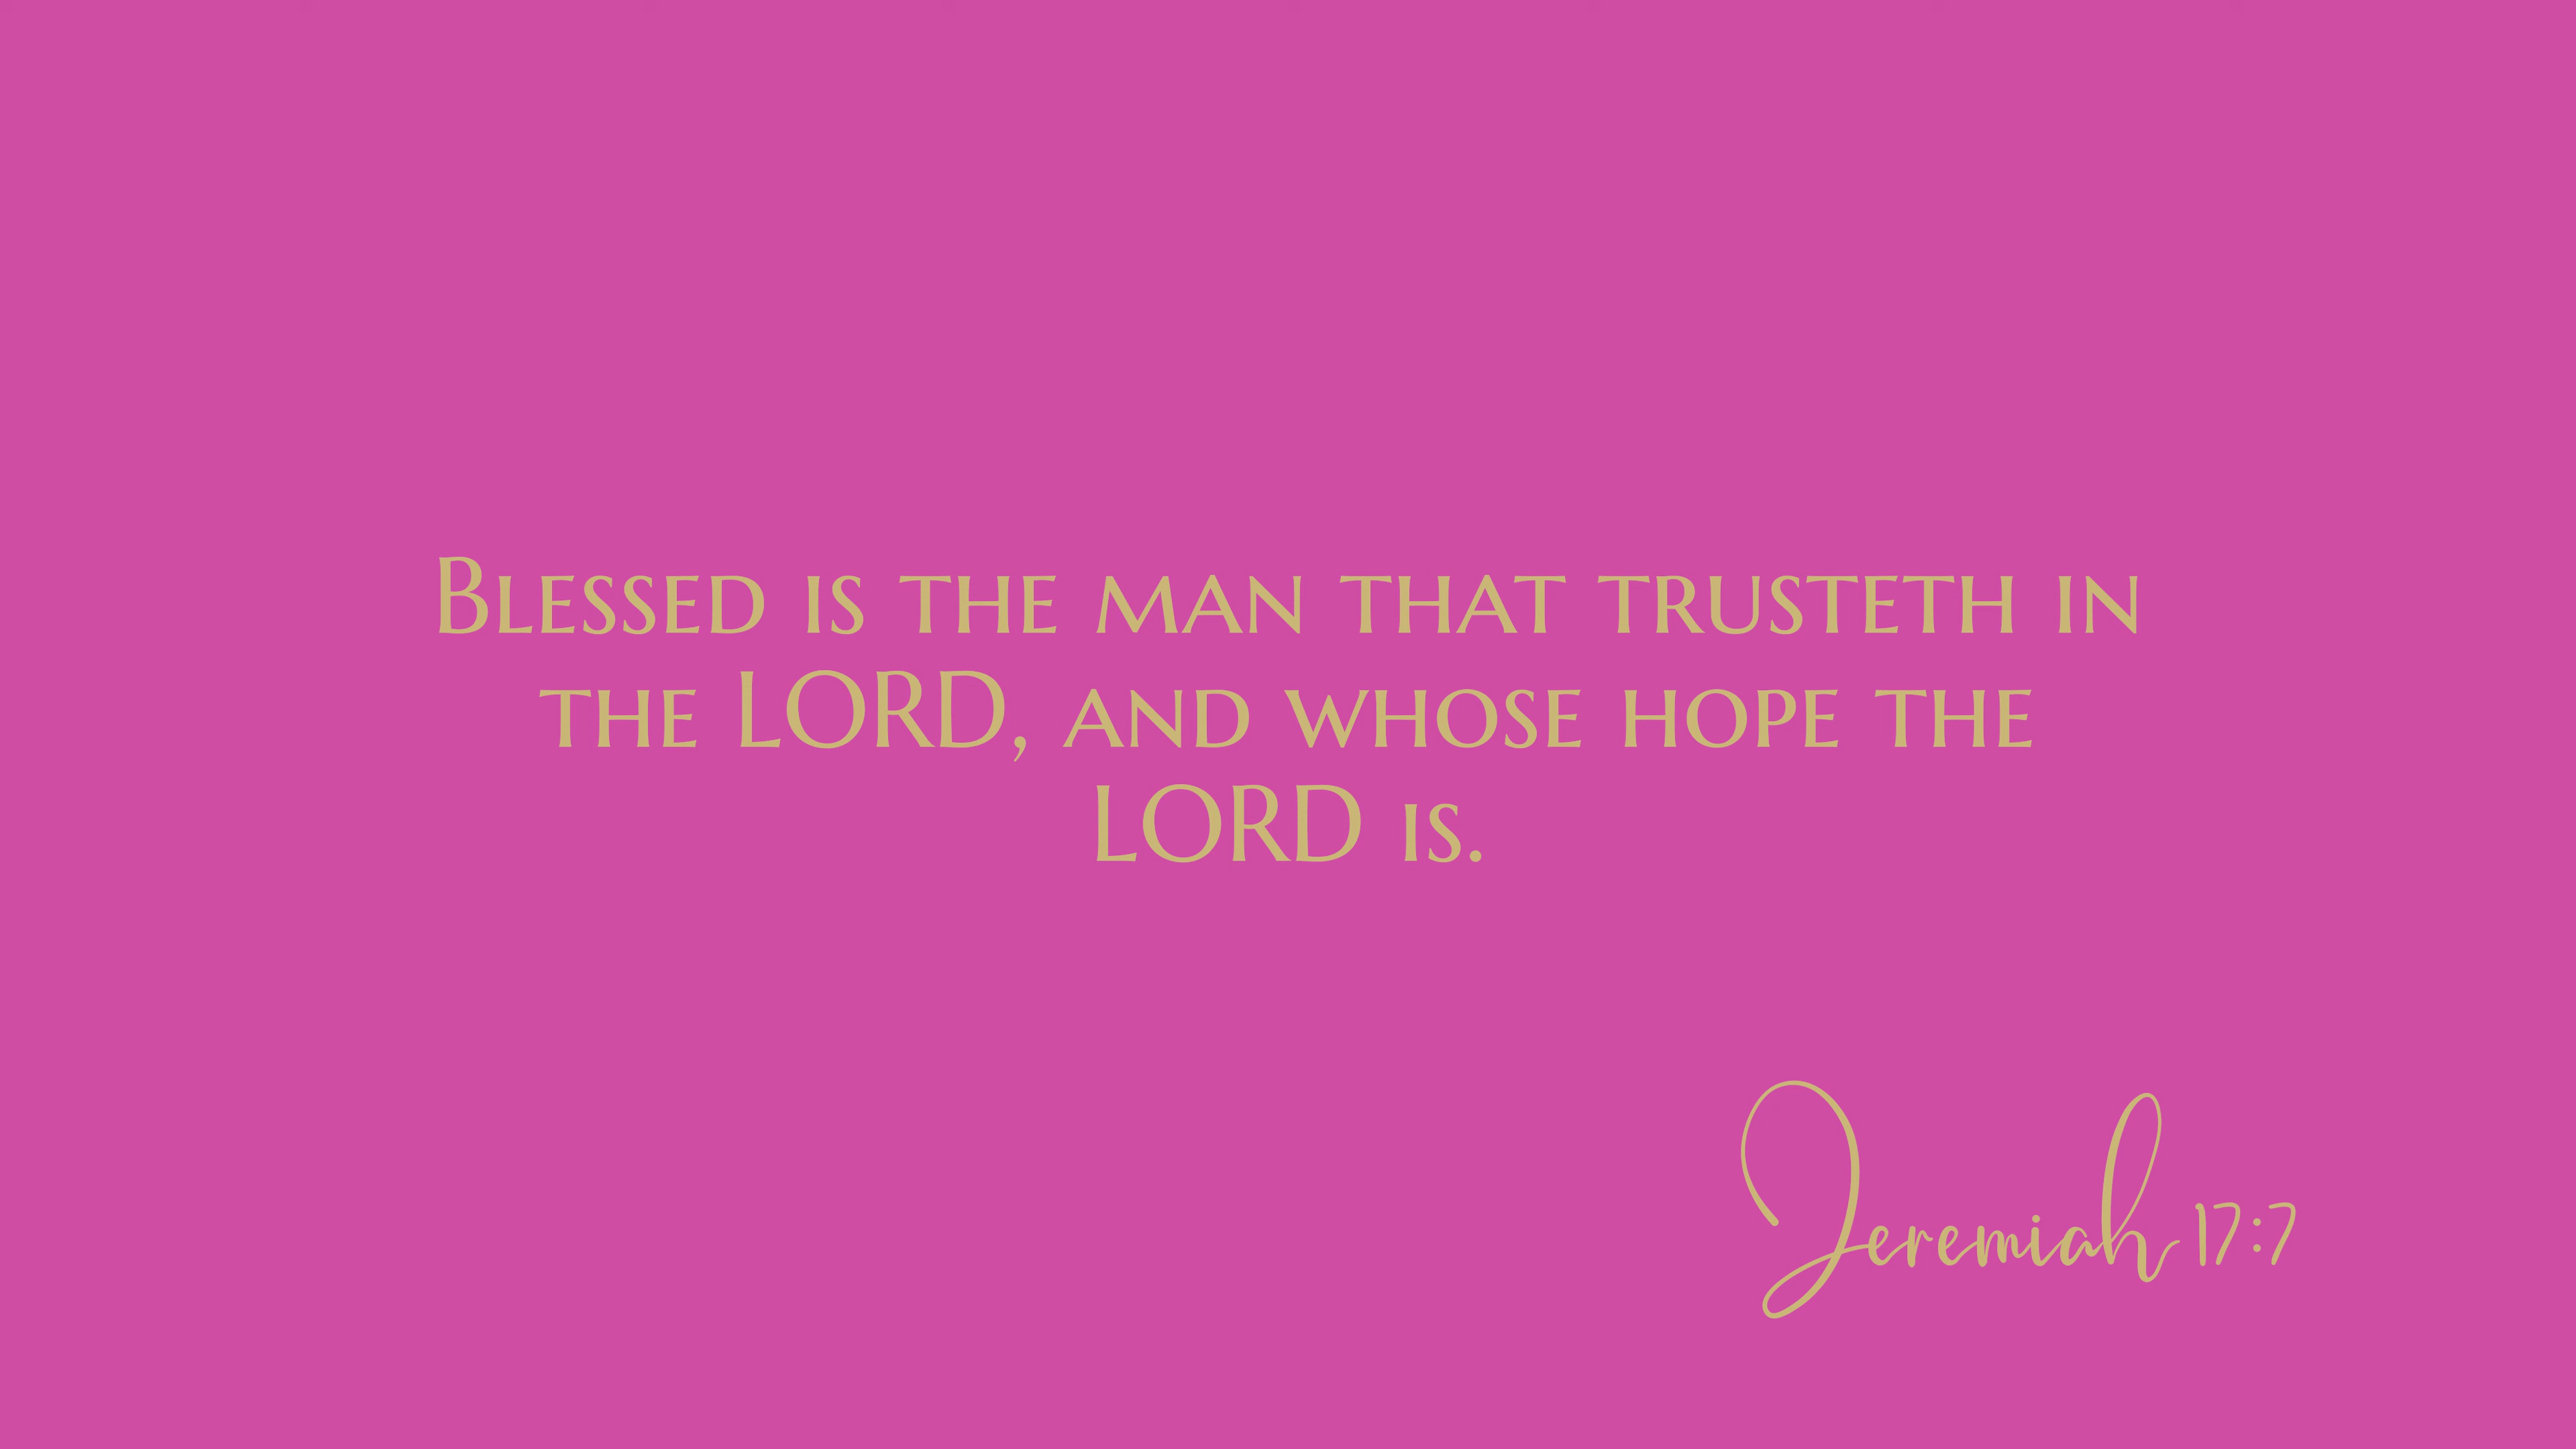 Blessed is the man that trusteth in
the LORD, and whose hope the
LORD is.
Jeremiah 17:7